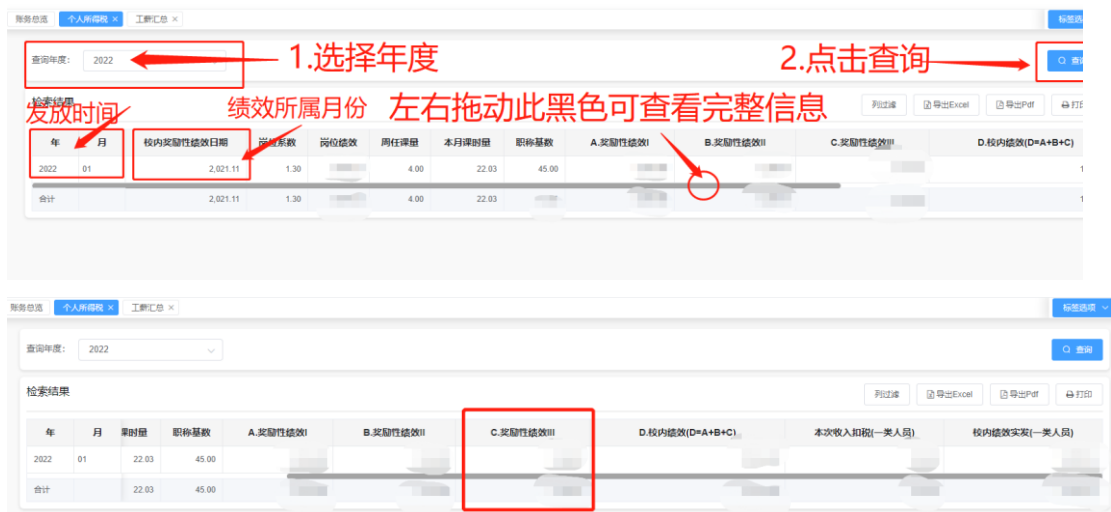 账务总览 个人所得税 × 工薪汇总 ×
查询年度： 2022 1.选择年度 2.点击查询
检索结果
发放时间 绩效所属月份 左右拖动此黑色可查看完整信息 列过滤 导出Excel 导出Pdf
年 月 校内奖励性绩效日期 岗位系数 岗位绩效 周任课量 本月课时量 职称基数 A.奖励性绩效I B.奖励性绩效II C.奖励性绩效III D.校内绩效(D=A+B+C)
2022 01 2,021.11 1.30 4.00 22.03 45.00
合计 2,021.11 1.30 4.00 22.03
账务总览 个人所得税 × 工薪汇总 × 标签选项
查询年度： 2022 查询
检索结果 列过滤 导出Excel 导出Pdf 打印
年 月 课时量 职称基数 A.奖励性绩效I B.奖励性绩效II C.奖励性绩效III D.校内绩效(D=A+B+C) 本次收入扣税(一类人员) 校内绩效实发(一类人员)
2022 01 22.03 45.00
合计 22.03 45.00